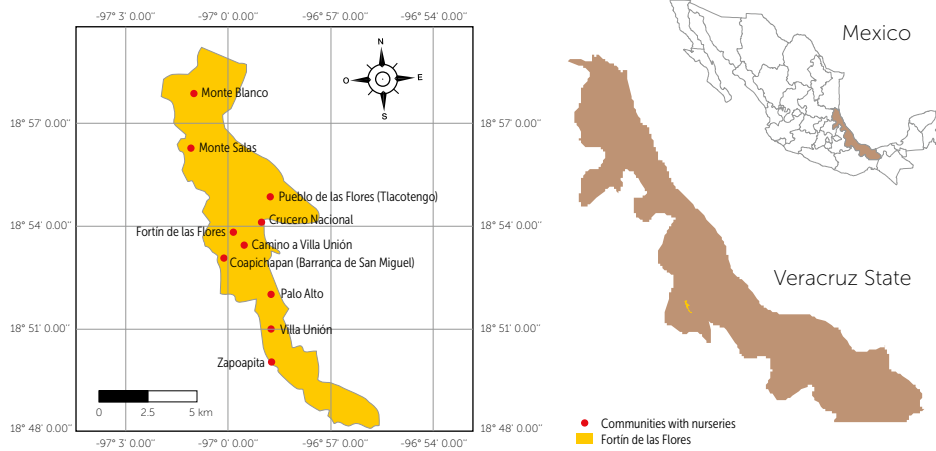 -97° 3´ 0.00´´ -97° 0´ 0.00´´ -96° 57´ 0.00´´ -96° 54´ 0.00´´
Mexico
N
O E
S
Monte Blanco
18° 57´ 0.00´´ 18° 57´ 0.00´´
Monte Salas
Pueblo de las Flores (Tlacotengo)
Crucero Nacional
18° 54´ 0.00´´ 18° 54´ 0.00´´
Fortín de las Flores
Camino a Villa Unión
Coapichapan (Barranca de San Miguel)
Veracruz State
Palo Alto
18° 51´ 0.00´´ 18° 51´ 0.00´´
Villa Unión
Zapoapita
0 2.5 5 km
18° 48´ 0.00´´ 18° 48´ 0.00´´
-97° 3´ 0.00´´ -97° 0´ 0.00´´ -96° 57´ 0.00´´ -96° 54´ 0.00´´
Communities with nurseries
Fortín de las Flores